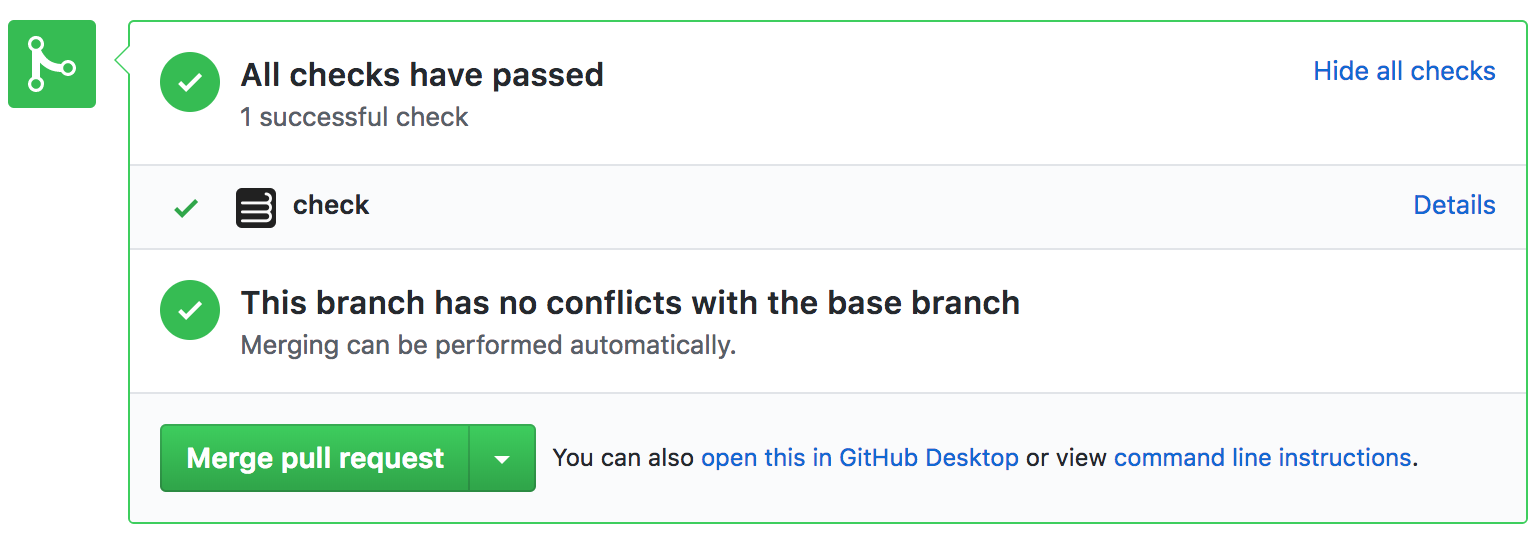 All checks have passed
Hide all checks
1 successful check
check
Details
This branch has no conflicts with the base branch
Merging can be performed automatically.
Merge pull request
You can also open this in GitHub Desktop or view command line instructions.